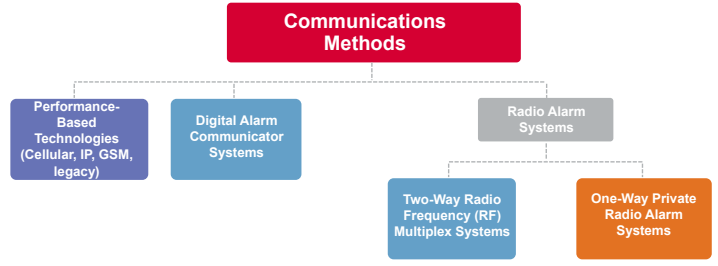 Communications
Methods
Performance-
Based
Technologies
(Cellular, IP, GSM,
legacy)
Digital Alarm
Communicator
Systems
Radio Alarm
Systems
Two-Way Radio
Frequency (RF)
Multiplex Systems
One-Way Private
Radio Alarm
Systems